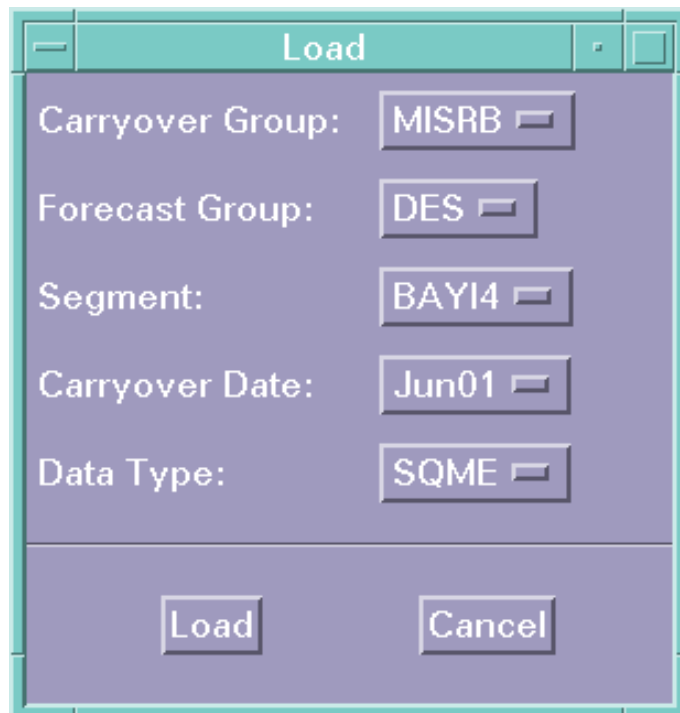 Load
Carryover Group: MISRB
Forecast Group: DES
Segment: BAYI4
Carryover Date: Jun01
Data Type: SQME
Load Cancel